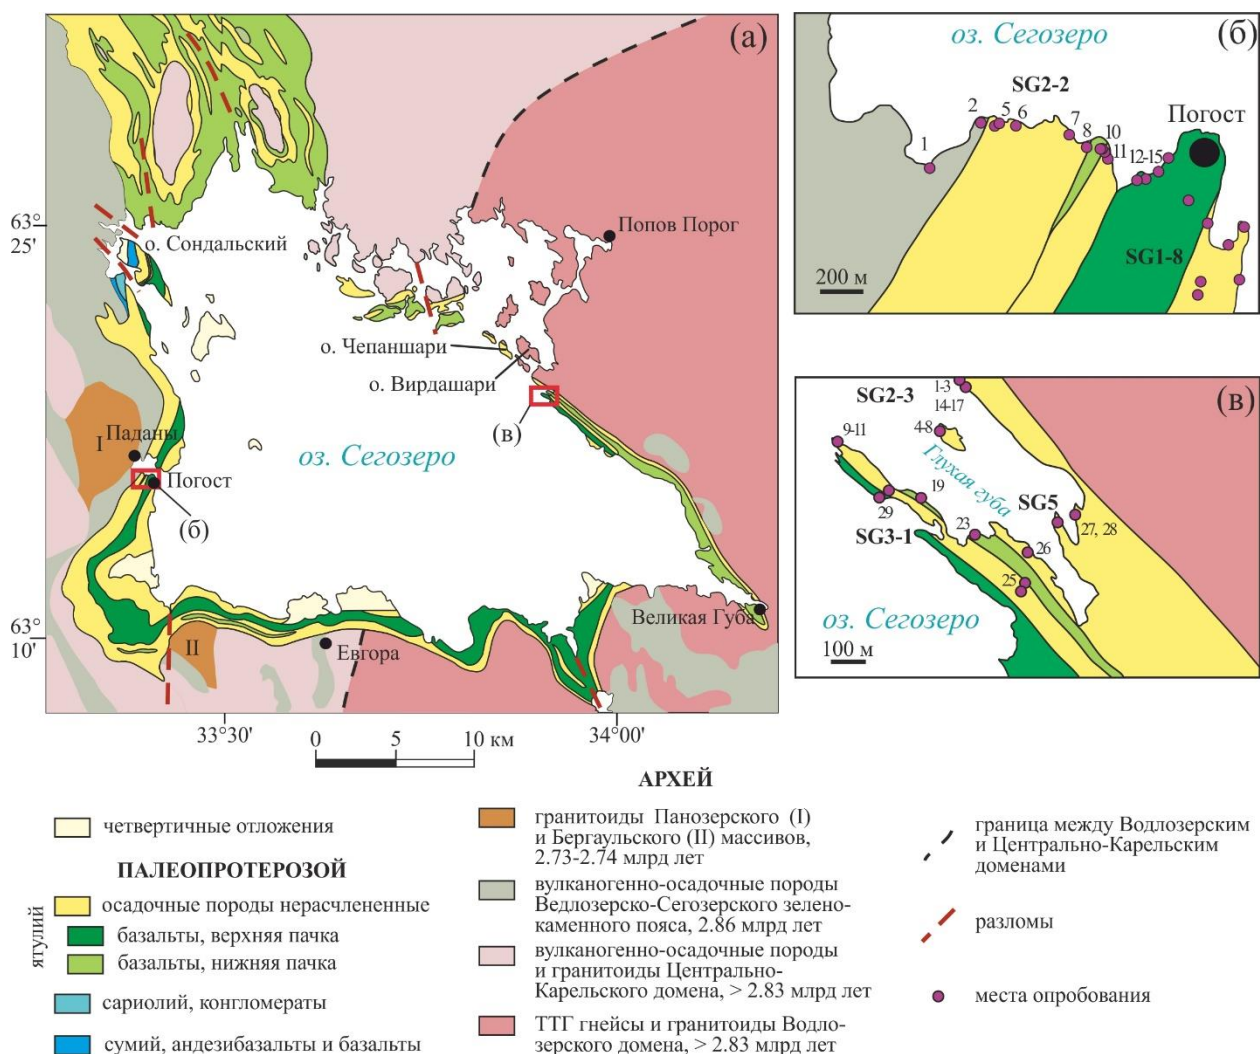 (а)
63°
25'
о. Сондальский
Попов Порог
о. Чепаншари
о. Вирдашари
(в)
I
Паданы
Погост
(б)
оз. Сегозеро
63°
10'
II
Евгора
Великая Губа
33°30'
34°00'
0 5 10 км
(б)
оз. Сегозеро
SG2-2
Погост
1
2
5
6
7
8
10
11
12-15
SG1-8
200 м
(в)
1-3
SG2-3
14-17
9-11
4-8
Глухая губа
19
SG5
29
23
27, 28
SG3-1
26
25
оз. Сегозеро
100 м
четвертичные отложения
ПАЛЕОПРОТЕРОЗОЙ
ятулий
осадочные породы нерасчлененные
базальты, верхняя пачка
базальты, нижняя пачка
сариолий, конгломераты
сумий, андезибазальты и базальты
АРХЕЙ
гранитоиды Панозерского (I)
и Бергаульского (II) массивов,
2.73-2.74 млрд лет
вулканогенно-осадочные породы
Ведлозерско-Сегозерского зелено-
каменного пояса, 2.86 млрд лет
вулканогенно-осадочные породы
и гранитоиды Центрально-
Карельского домена, > 2.83 млрд лет
ТТГ гнейсы и гранитоиды Водло-
зерского домена, > 2.83 млрд лет
граница между Водлозерским
и Центрально-Карельским
доменами
разломы
места опробования